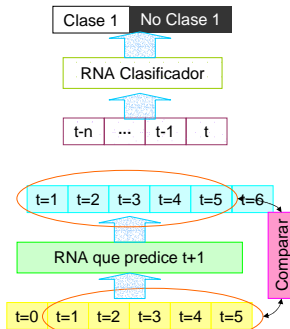 Clase 1 No Clase 1
RNA Clasificador
t-n ... t-1 t
t=1 t=2 t=3 t=4 t=5 t=6
RNA que predice t+1
Comparar
t=0 t=1 t=2 t=3 t=4 t=5